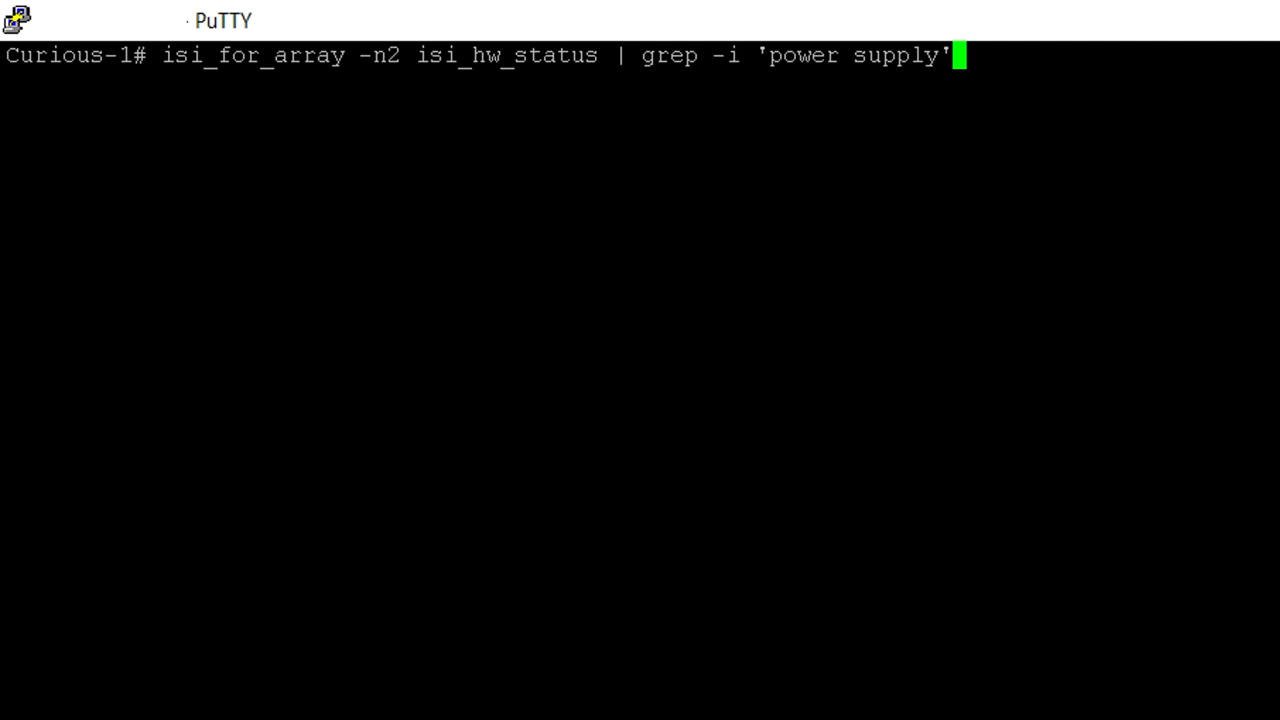 · PuTTY
Curious-1# isi_for_array -n2 isi_hw_status | grep -i 'power supply'